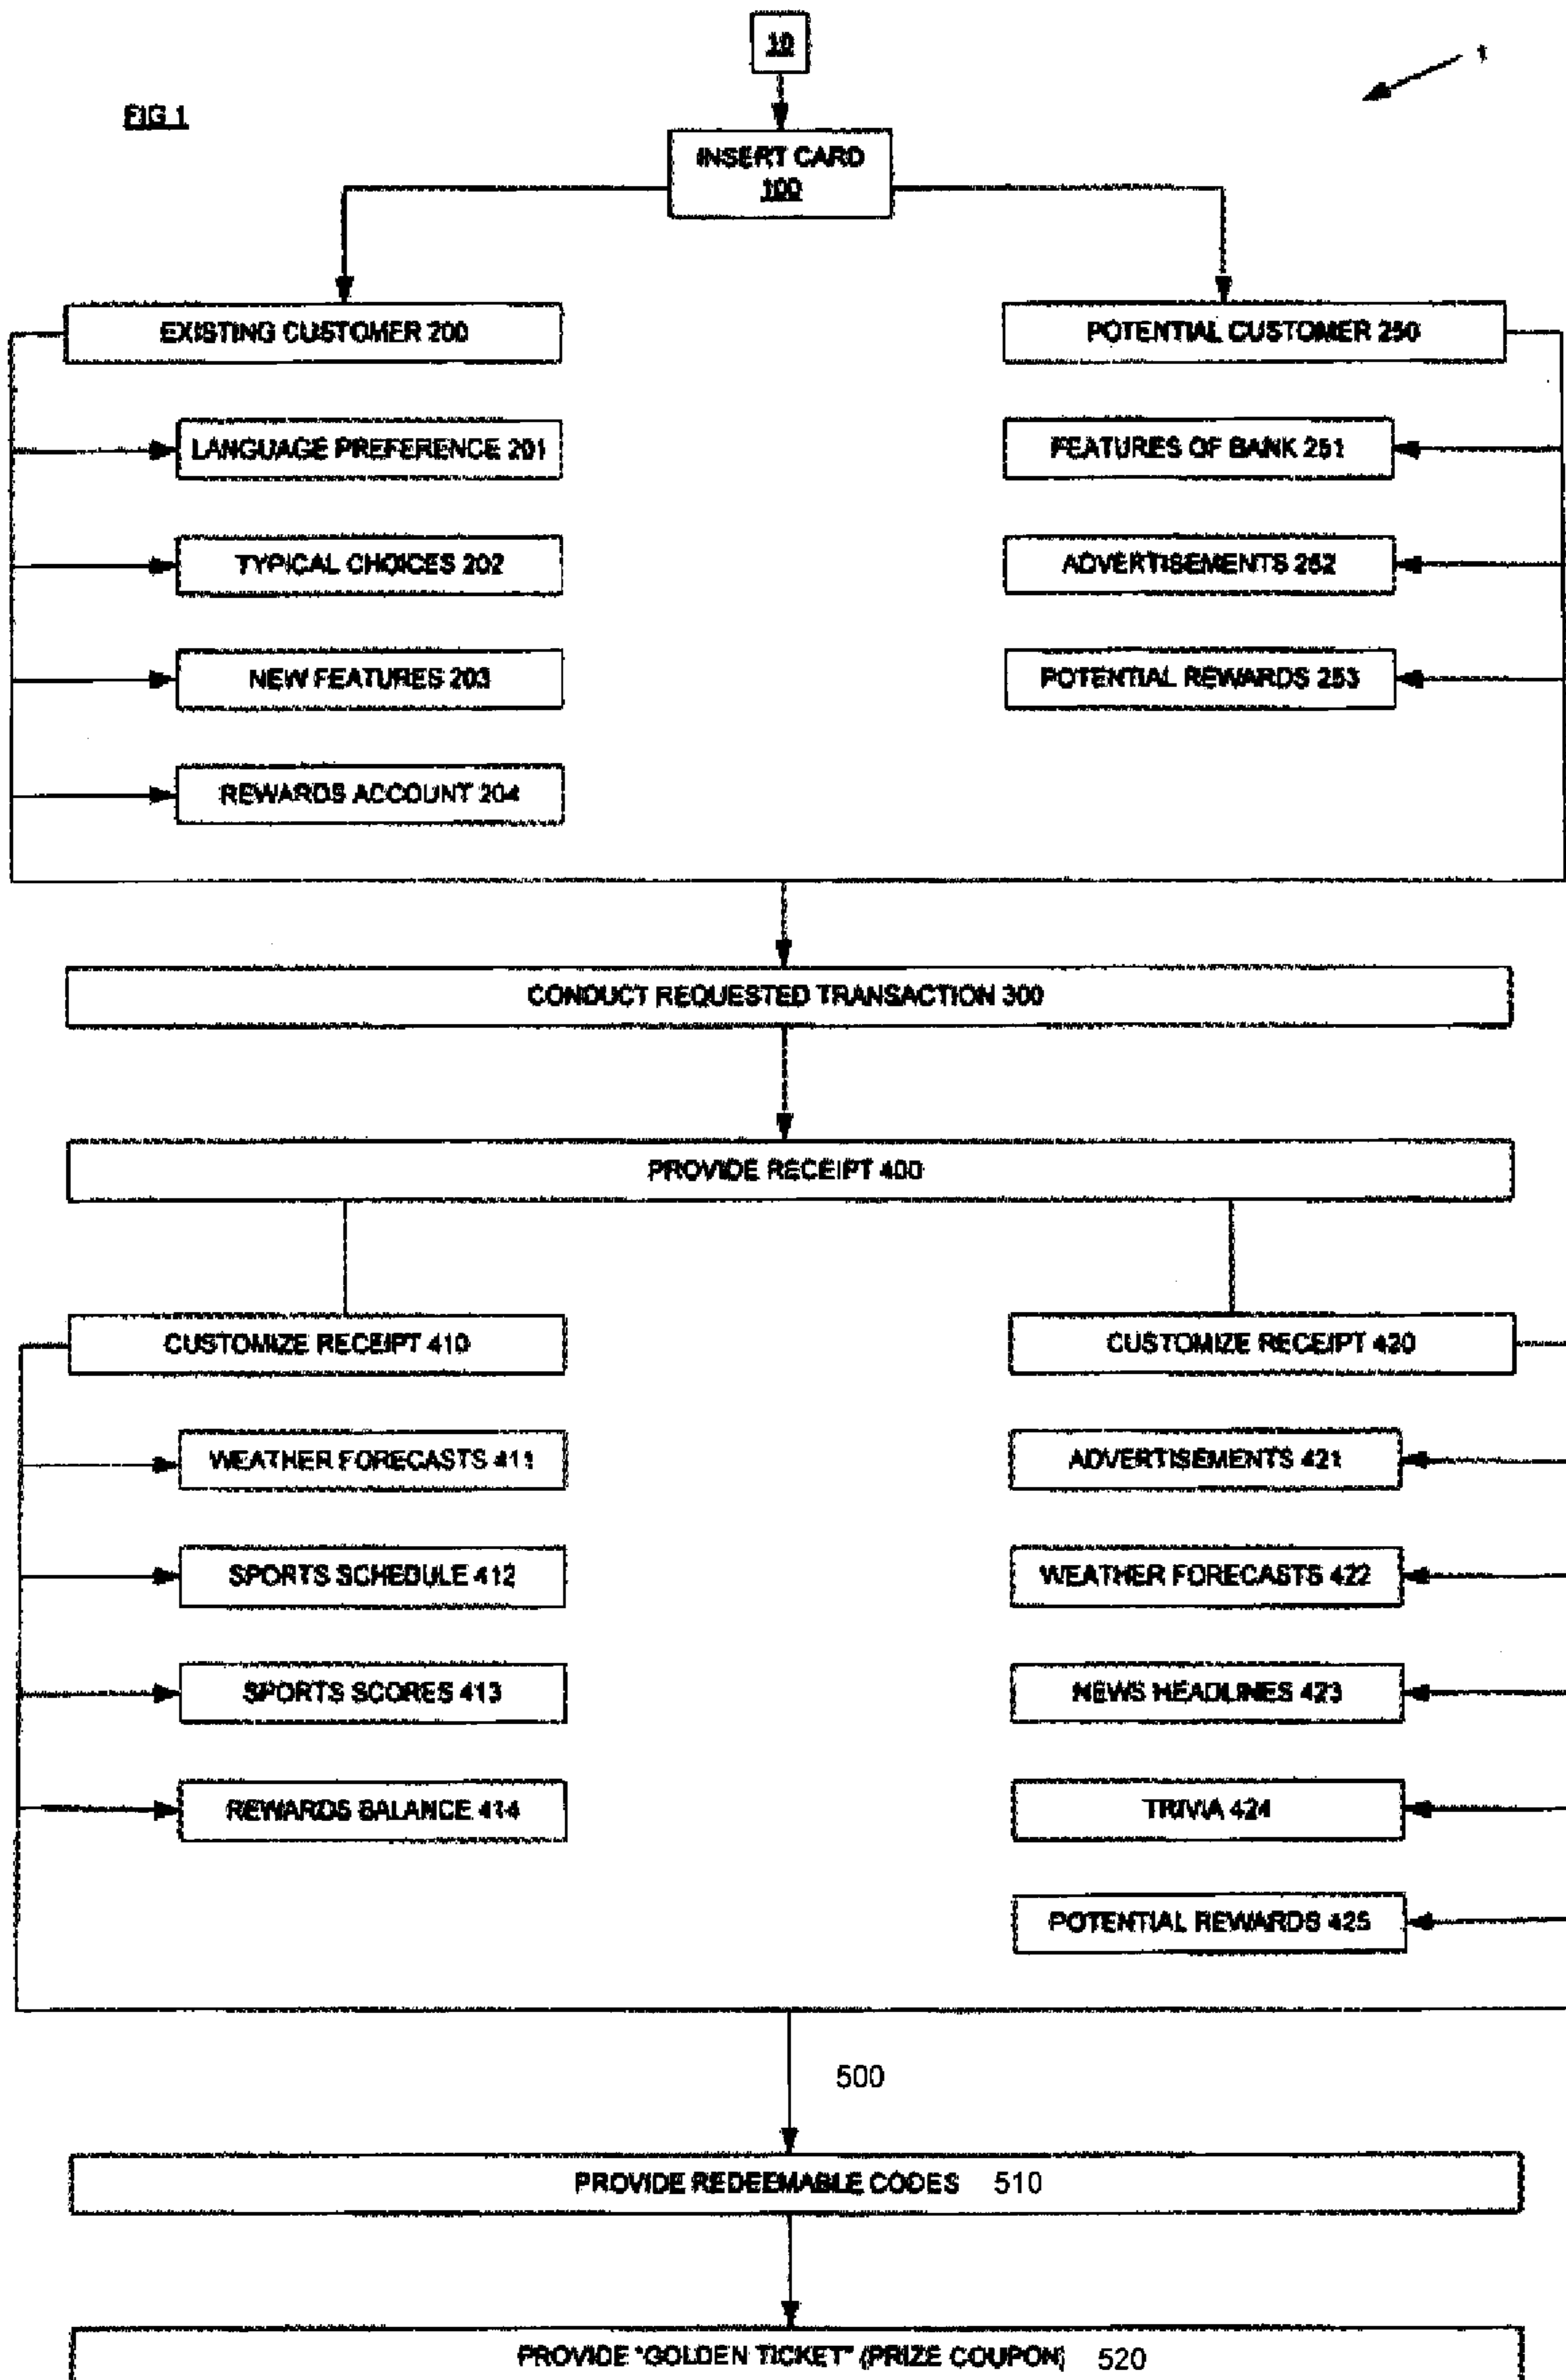 10
1
FIG 1
INSERT CARD
100
EXISTING CUSTOMER 200
POTENTIAL CUSTOMER 250
LANGUAGE PREFERENCE 201
FEATURES OF BANK 251
TYPICAL CHOICES 202
ADVERTISEMENTS 252
NEW FEATURES 203
POTENTIAL REWARDS 253
REWARDS ACCOUNT 204
CONDUCT REQUESTED TRANSACTION 300
PROVIDE RECEIPT 400
CUSTOMIZE RECEIPT 410
CUSTOMIZE RECEIPT 420
WEATHER FORECASTS 411
ADVERTISEMENTS 421
SPORTS SCHEDULE 412
WEATHER FORECASTS 422
SPORTS SCORES 413
NEWS HEADLINES 423
REWARDS BALANCE 414
TRIVIA 424
POTENTIAL REWARDS 425
500
PROVIDE REDEEMABLE CODES 510
PROVIDE "GOLDEN TICKET" (PRIZE COUPON) 520